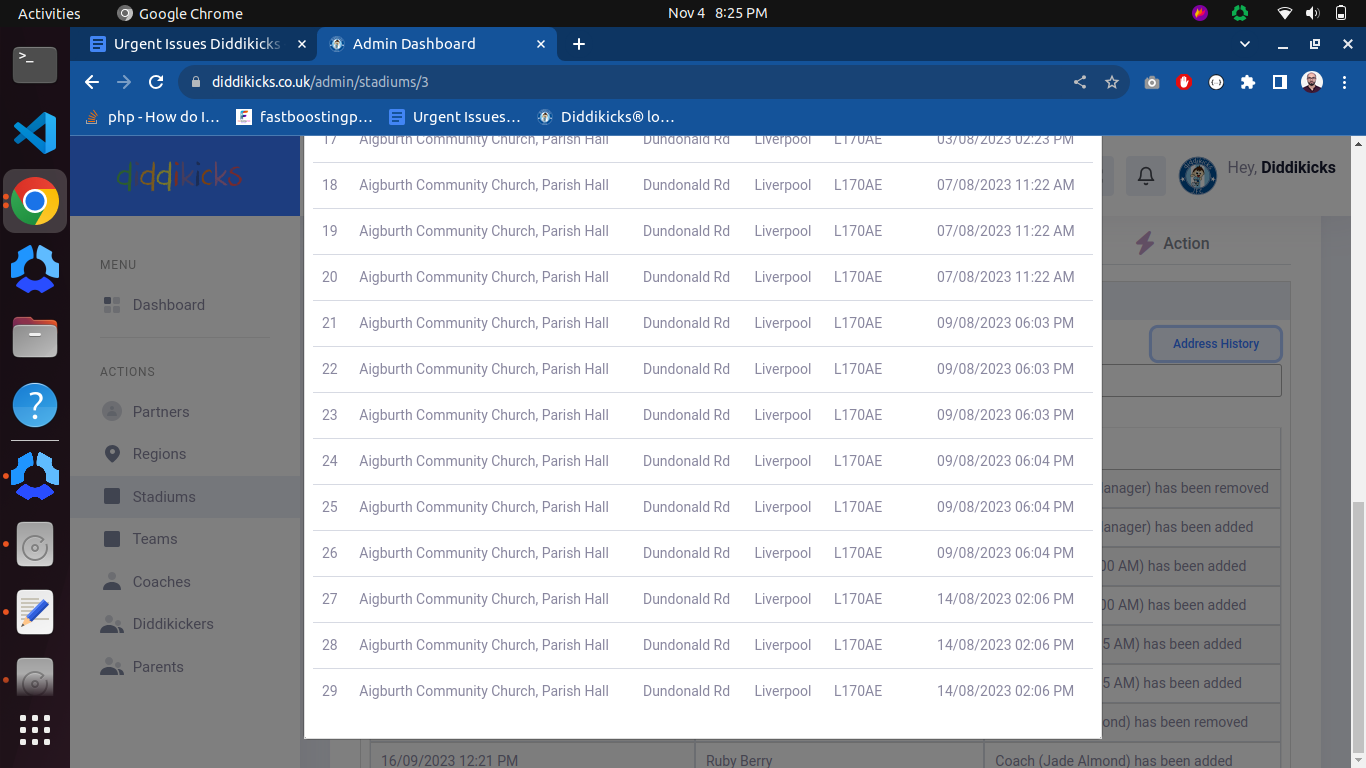 Activities Google Chrome Nov 4 8:25 PM
Urgent Issues Diddikicks Admin Dashboard
diddikicks.co.uk/admin/stadiums/3
php - How do I... fastboostingp... Urgent Issues... Diddikicks® lo...
diddikicks
Hey, Diddikicks
17 Aigburth Community Church, Parish Hall Dundonald Rd Liverpool L170AE 03/08/2023 02:23 PM
18 Aigburth Community Church, Parish Hall Dundonald Rd Liverpool L170AE 07/08/2023 11:22 AM
19 Aigburth Community Church, Parish Hall Dundonald Rd Liverpool L170AE 07/08/2023 11:22 AM
Action
MENU
20 Aigburth Community Church, Parish Hall Dundonald Rd Liverpool L170AE 07/08/2023 11:22 AM
Dashboard
21 Aigburth Community Church, Parish Hall Dundonald Rd Liverpool L170AE 09/08/2023 06:03 PM
Address History
ACTIONS
22 Aigburth Community Church, Parish Hall Dundonald Rd Liverpool L170AE 09/08/2023 06:03 PM
Partners
23 Aigburth Community Church, Parish Hall Dundonald Rd Liverpool L170AE 09/08/2023 06:03 PM
Regions
24 Aigburth Community Church, Parish Hall Dundonald Rd Liverpool L170AE 09/08/2023 06:04 PM
anager) has been removed
Stadiums
25 Aigburth Community Church, Parish Hall Dundonald Rd Liverpool L170AE 09/08/2023 06:04 PM
anager) has been added
Teams
26 Aigburth Community Church, Parish Hall Dundonald Rd Liverpool L170AE 09/08/2023 06:04 PM
00 AM) has been added
Coaches
27 Aigburth Community Church, Parish Hall Dundonald Rd Liverpool L170AE 14/08/2023 02:06 PM
00 AM) has been added
Diddikickers
28 Aigburth Community Church, Parish Hall Dundonald Rd Liverpool L170AE 14/08/2023 02:06 PM
5 AM) has been added
Parents
29 Aigburth Community Church, Parish Hall Dundonald Rd Liverpool L170AE 14/08/2023 02:06 PM
5 AM) has been added
ond) has been removed
16/09/2023 12:21 PM Ruby Berry Coach (Jade Almond) has been added